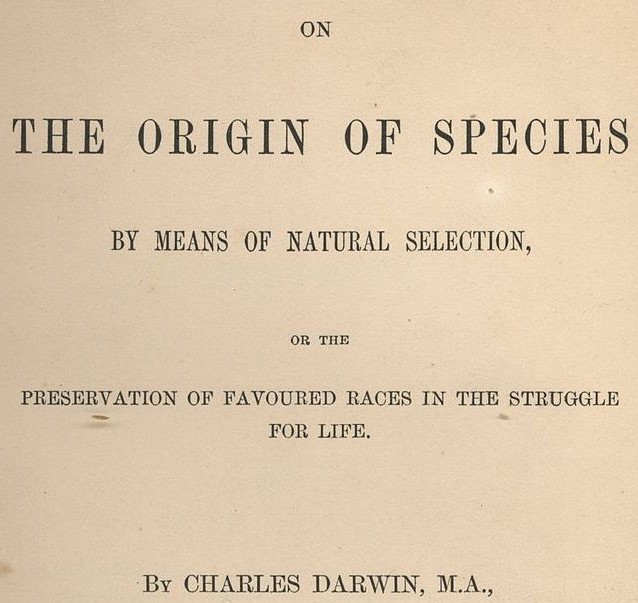 ON
THE ORIGIN OF SPECIES
BY MEANS OF NATURAL SELECTION,
OR THE
PRESERVATION OF FAVOURED RACES IN THE STRUGGLE
FOR LIFE.
By CHARLES DARWIN, M.A.,